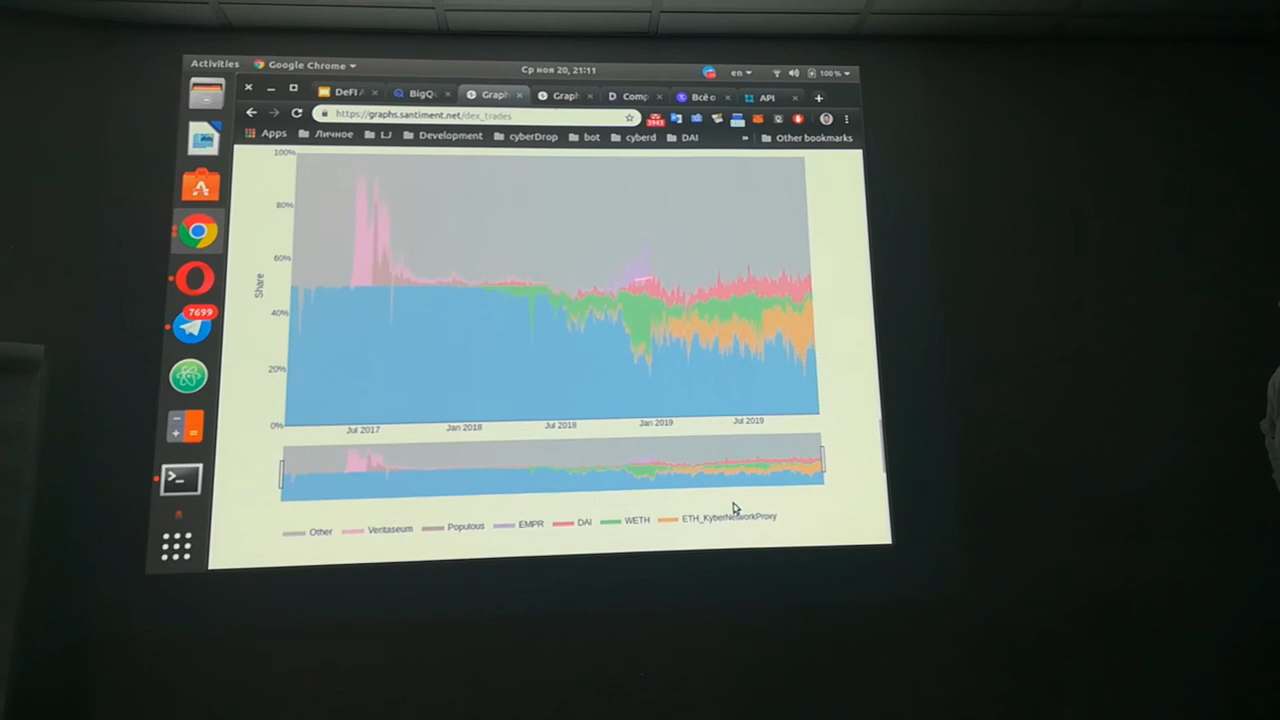 Activities Google Chrome Ср ноя 20, 21:11 en 100%
DeFi BigQ Graph Graph Comp Всё о API
https://graphs.santiment.net/dex_trades
3943
Apps Личное LJ Development cyberDrop bot cyberd DAI » Other bookmarks
7699
100%
80%
60%
40%
20%
0%
Share
Jul 2017 Jan 2018 Jul 2018 Jan 2019 Jul 2019
Other Veritaseum Populous EMPR DAI WETH ETH_KyberNetworkProxy